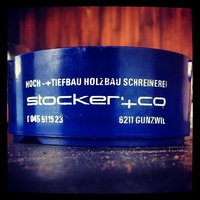 HOCH-+TIEFBAU HOLZBAU SCHREINEREI
stocker+co
T 045 511523 6211 GUNZWIL